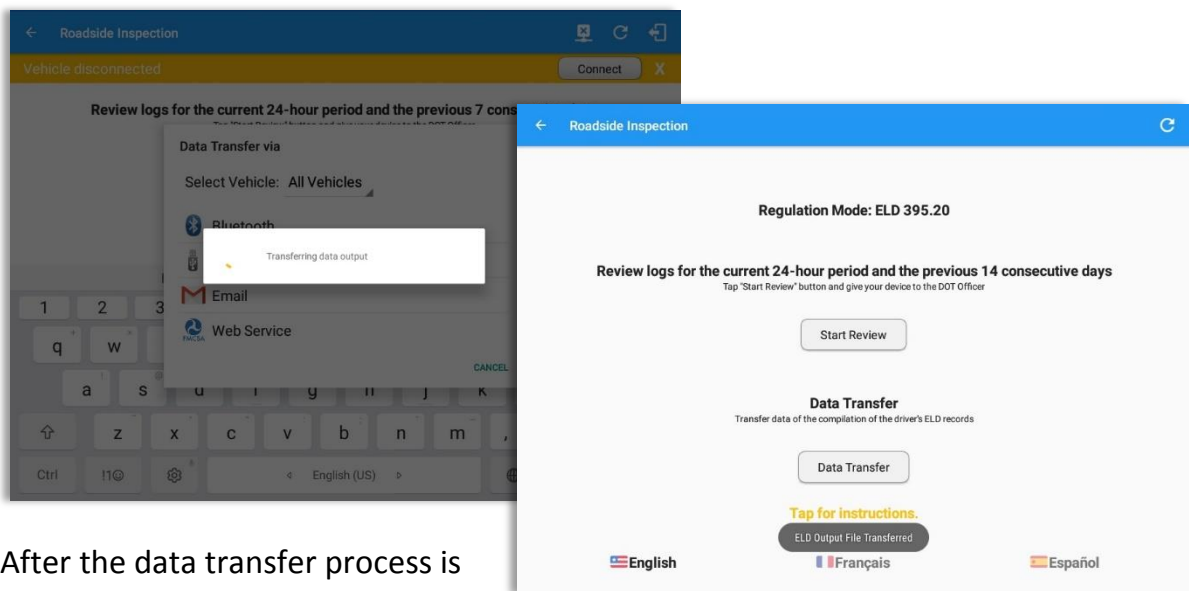 Roadside Inspection
Vehicle disconnected
Connect X
Review logs for the current 24-hour period and the previous 7 cons
Data Transfer via
Select Vehicle: All Vehicles
Bluetooth
Transferring data output
Email
FMCSA Web Service
CANCEL
1 2 3
q w
a s d f g h j k
z x c v b n m ,
Ctrl !1☺ English (US)
Roadside Inspection
Regulation Mode: ELD 395.20
Review logs for the current 24-hour period and the previous 14 consecutive days
Tap "Start Review" button and give your device to the DOT Officer
Start Review
Data Transfer
Transfer data of the compilation of the driver's ELD records
Data Transfer
Tap for instructions.
ELD Output File Transferred
English Français Español
After the data transfer process is